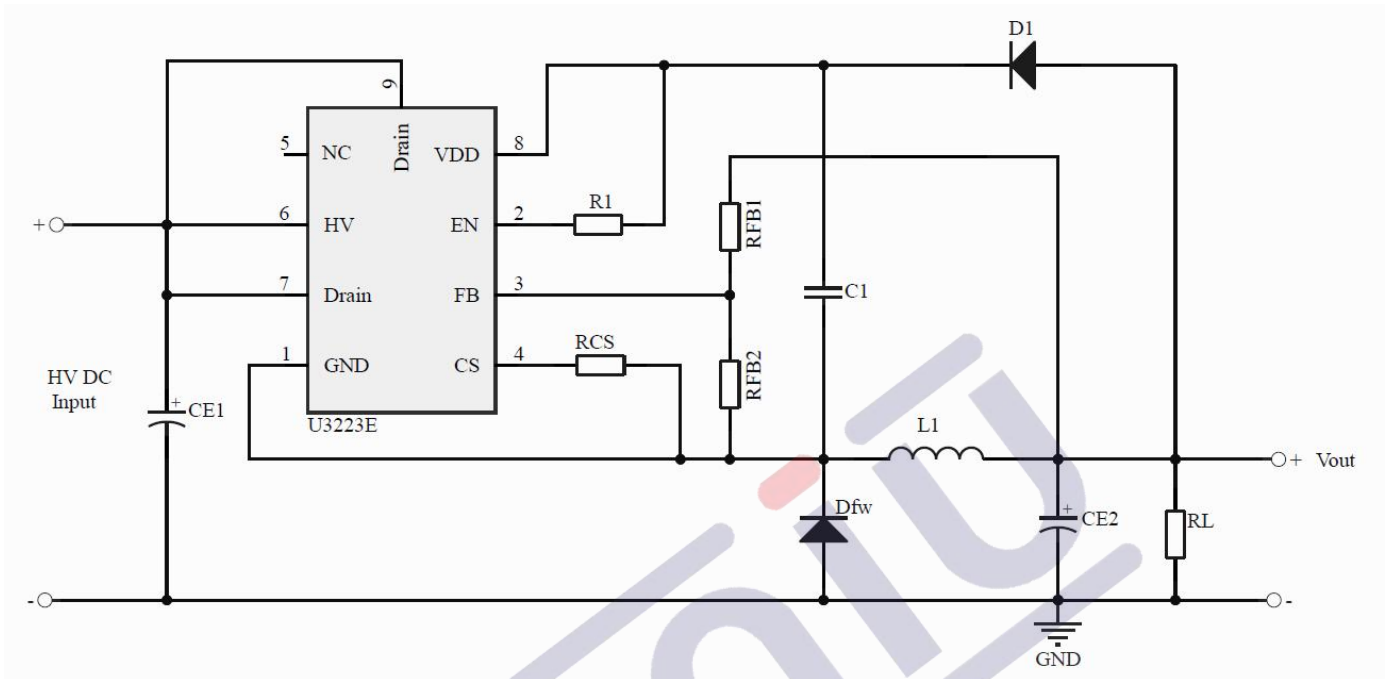 D1
9
Drain
5
NC
VDD
8
+
6
HV
EN
2
R1
RFB1
7
Drain
FB
3
C1
1
GND
CS
4
RCS
RFB2
HV DC
Input
+
CE1
U3223E
L1
+ Vout
Dfw
+
CE2
RL
-
-
GND